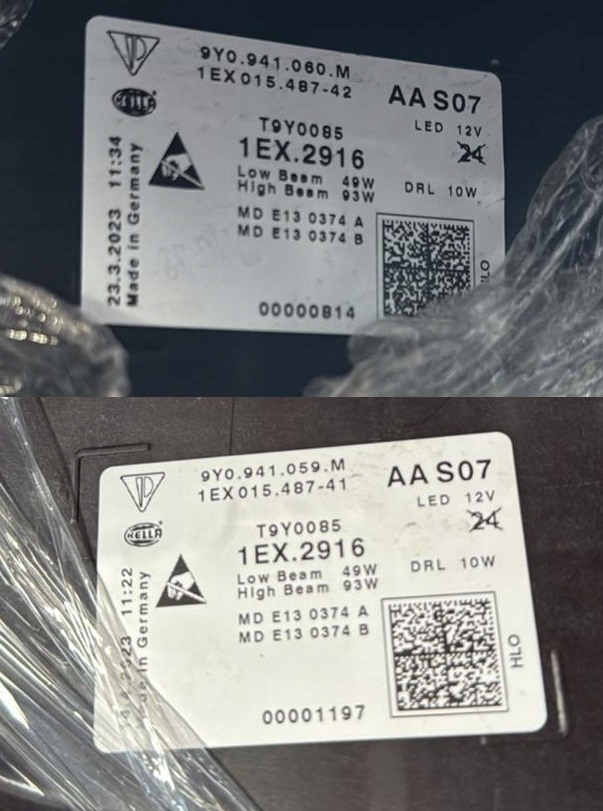 9Y0.941.060.M
1EX015.487-42
AA S07
HELLA
T9Y0085
LED 12V
1EX.2916
24
Low Beam 49W
High Beam 93W
DRL 10W
MD E13 0374 A
MD E13 0374 B
23.3.2023 11:34
Made in Germany
HLO
00000814
9Y0.941.059.M
1EX015.487-41
AA S07
HELLA
T9Y0085
LED 12V
1EX.2916
24
Low Beam 49W
High Beam 93W
DRL 10W
MD E13 0374 A
MD E13 0374 B
11:22
in Germany
HLO
00001197